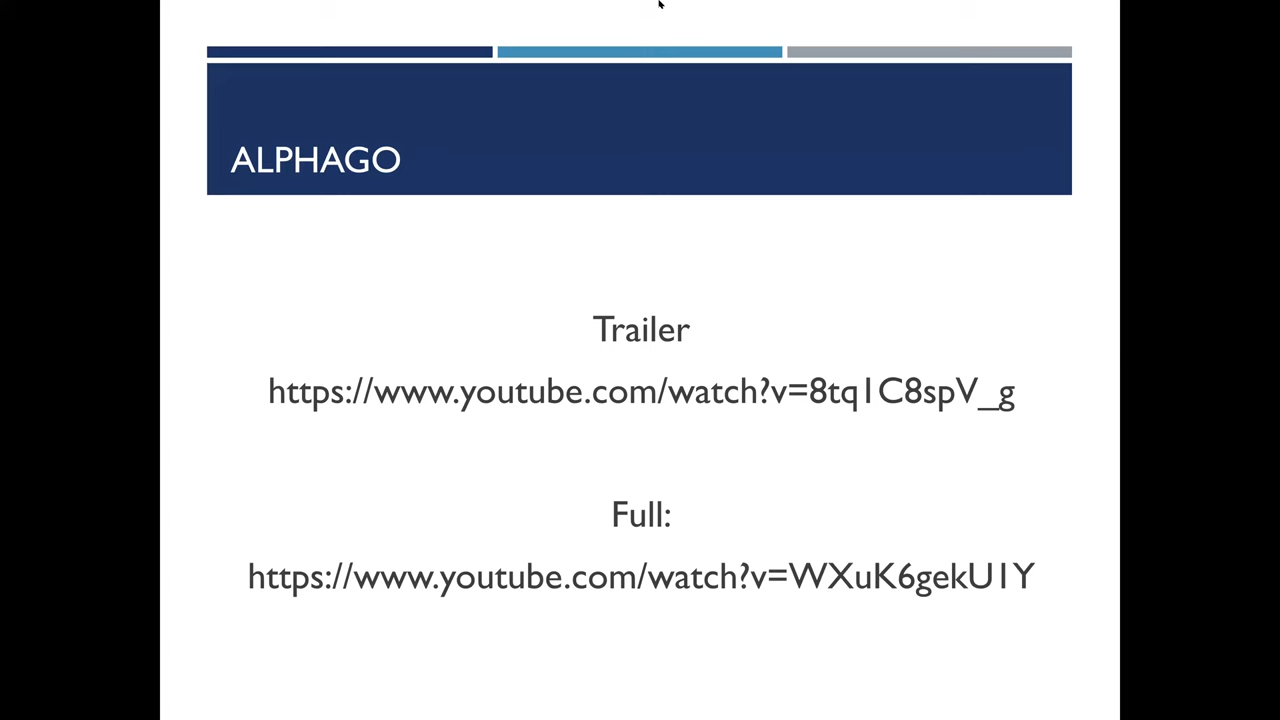 ALPHAGO
Trailer
https://www.youtube.com/watch?v=8tq1C8spV_g
Full:
https://www.youtube.com/watch?v=WXuK6gekU1Y